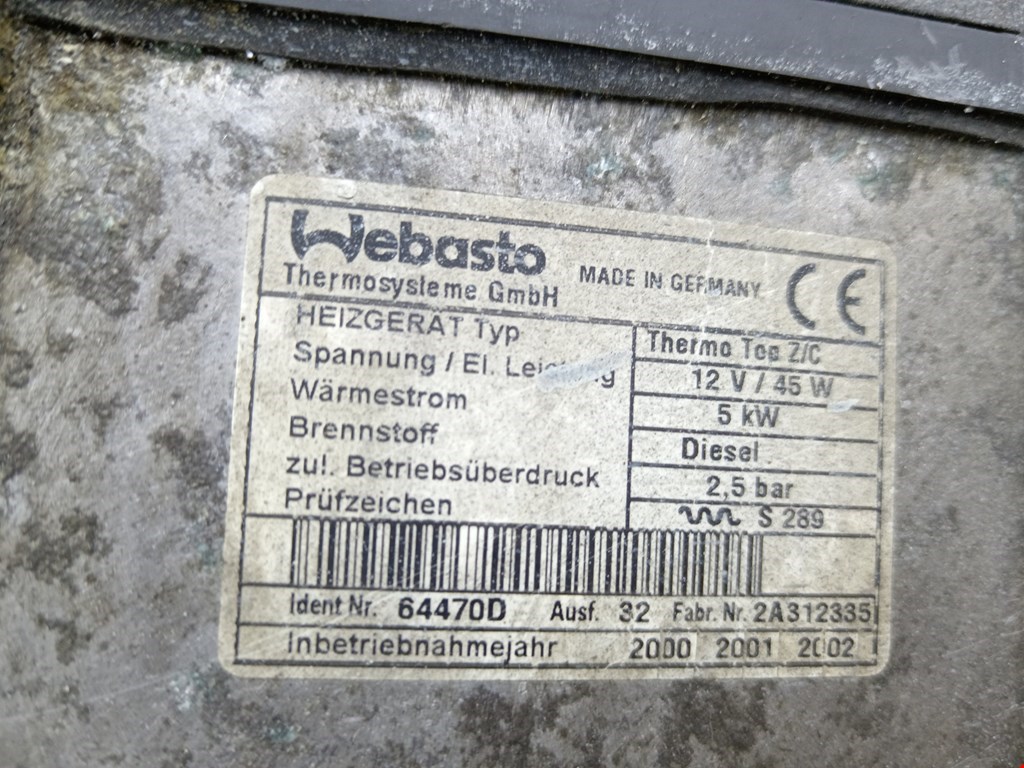 Webasto
Thermosysteme GmbH MADE IN GERMANY CE
HEIZGERÄT Typ Thermo Top Z/C
Spannung / El. Leistung 12 V / 45 W
Wärmestrom 5 kW
Brennstoff Diesel
zul. Betriebsüberdruck 2,5 bar
Prüfzeichen S 289
Ident Nr. 64470D Ausf. 32 Fabr. Nr. 2A312335
Inbetriebnahmejahr 2000 2001 2002